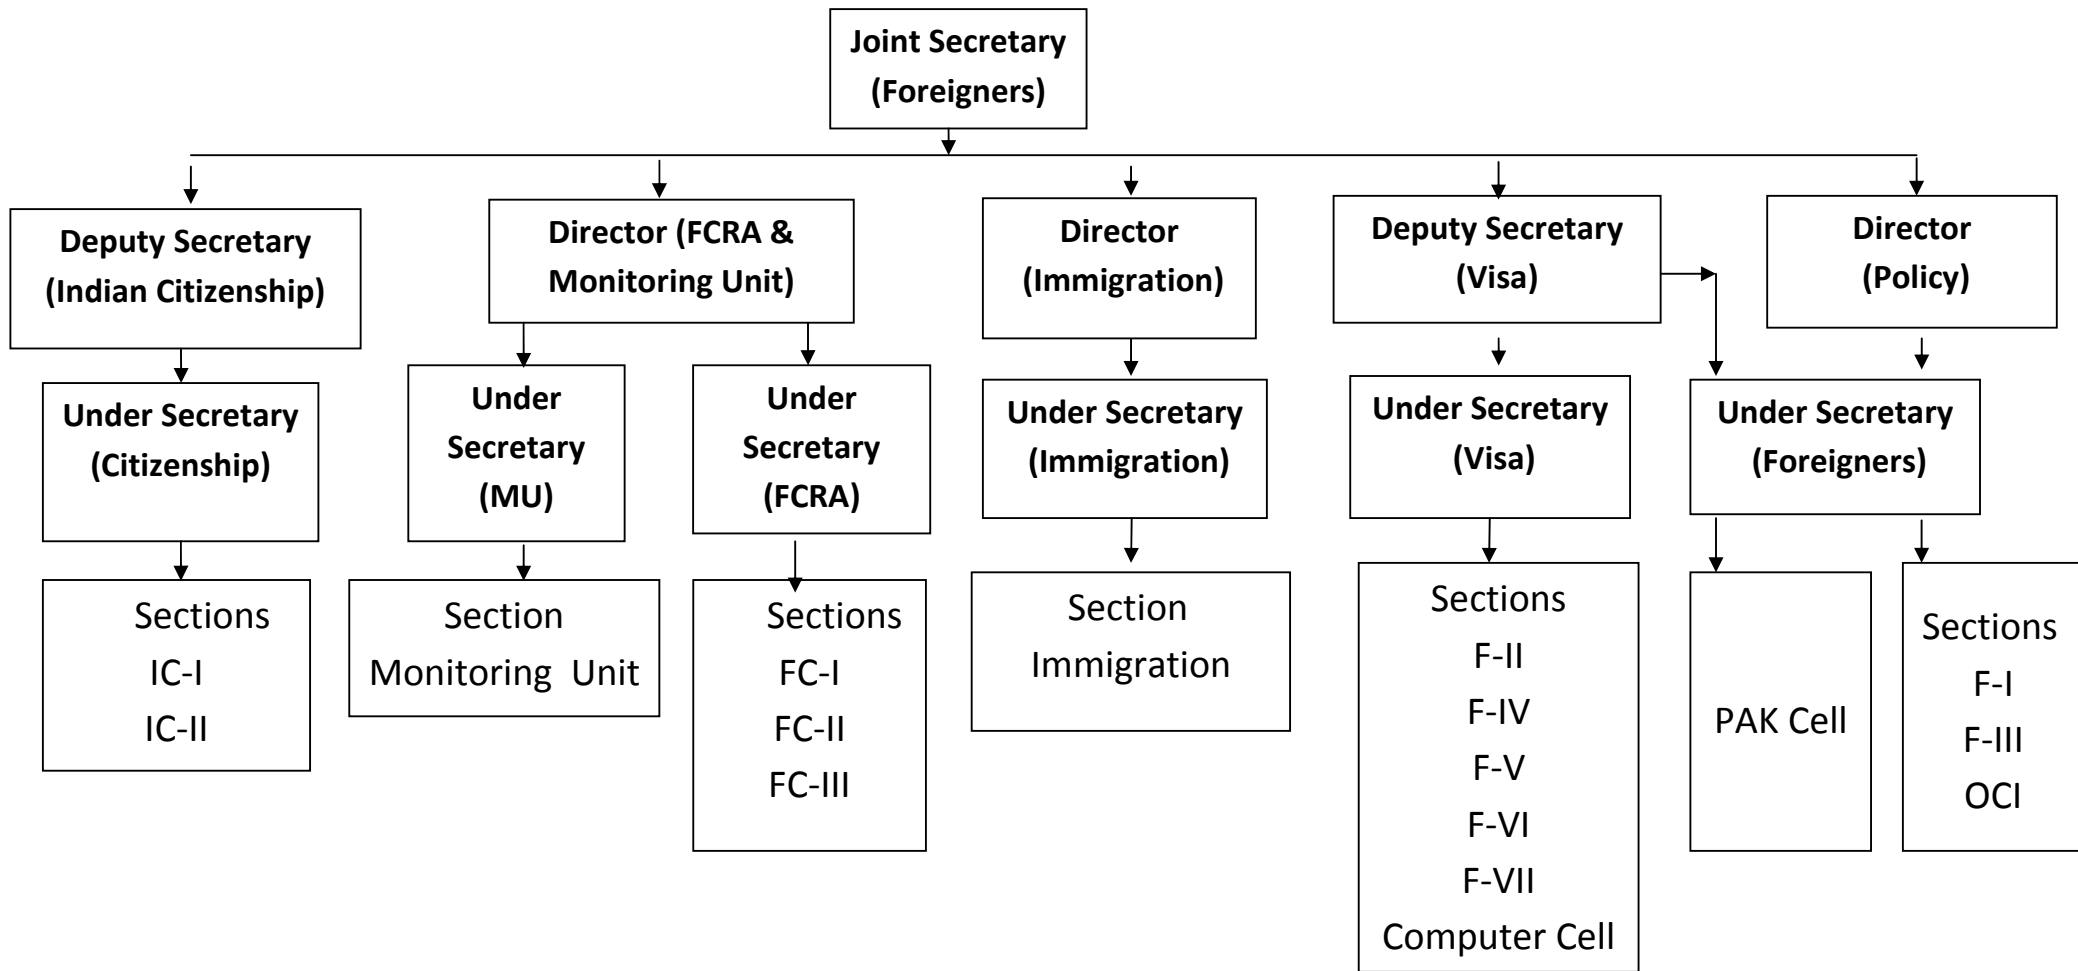 Joint Secretary
(Foreigners)
Deputy Secretary
(Indian Citizenship)
Director (FCRA &
Monitoring Unit)
Director
(Immigration)
Deputy Secretary
(Visa)
Director
(Policy)
Under Secretary
(Citizenship)
Under
Secretary
(MU)
Under
Secretary
(FCRA)
Under Secretary
(Immigration)
Under Secretary
(Visa)
Under Secretary
(Foreigners)
Sections
IC-I
IC-II
Section
Monitoring Unit
Sections
FC-I
FC-II
FC-III
Section
Immigration
Sections
F-II
F-IV
F-V
F-VI
F-VII
Computer Cell
PAK Cell
Sections
F-I
F-III
OCI